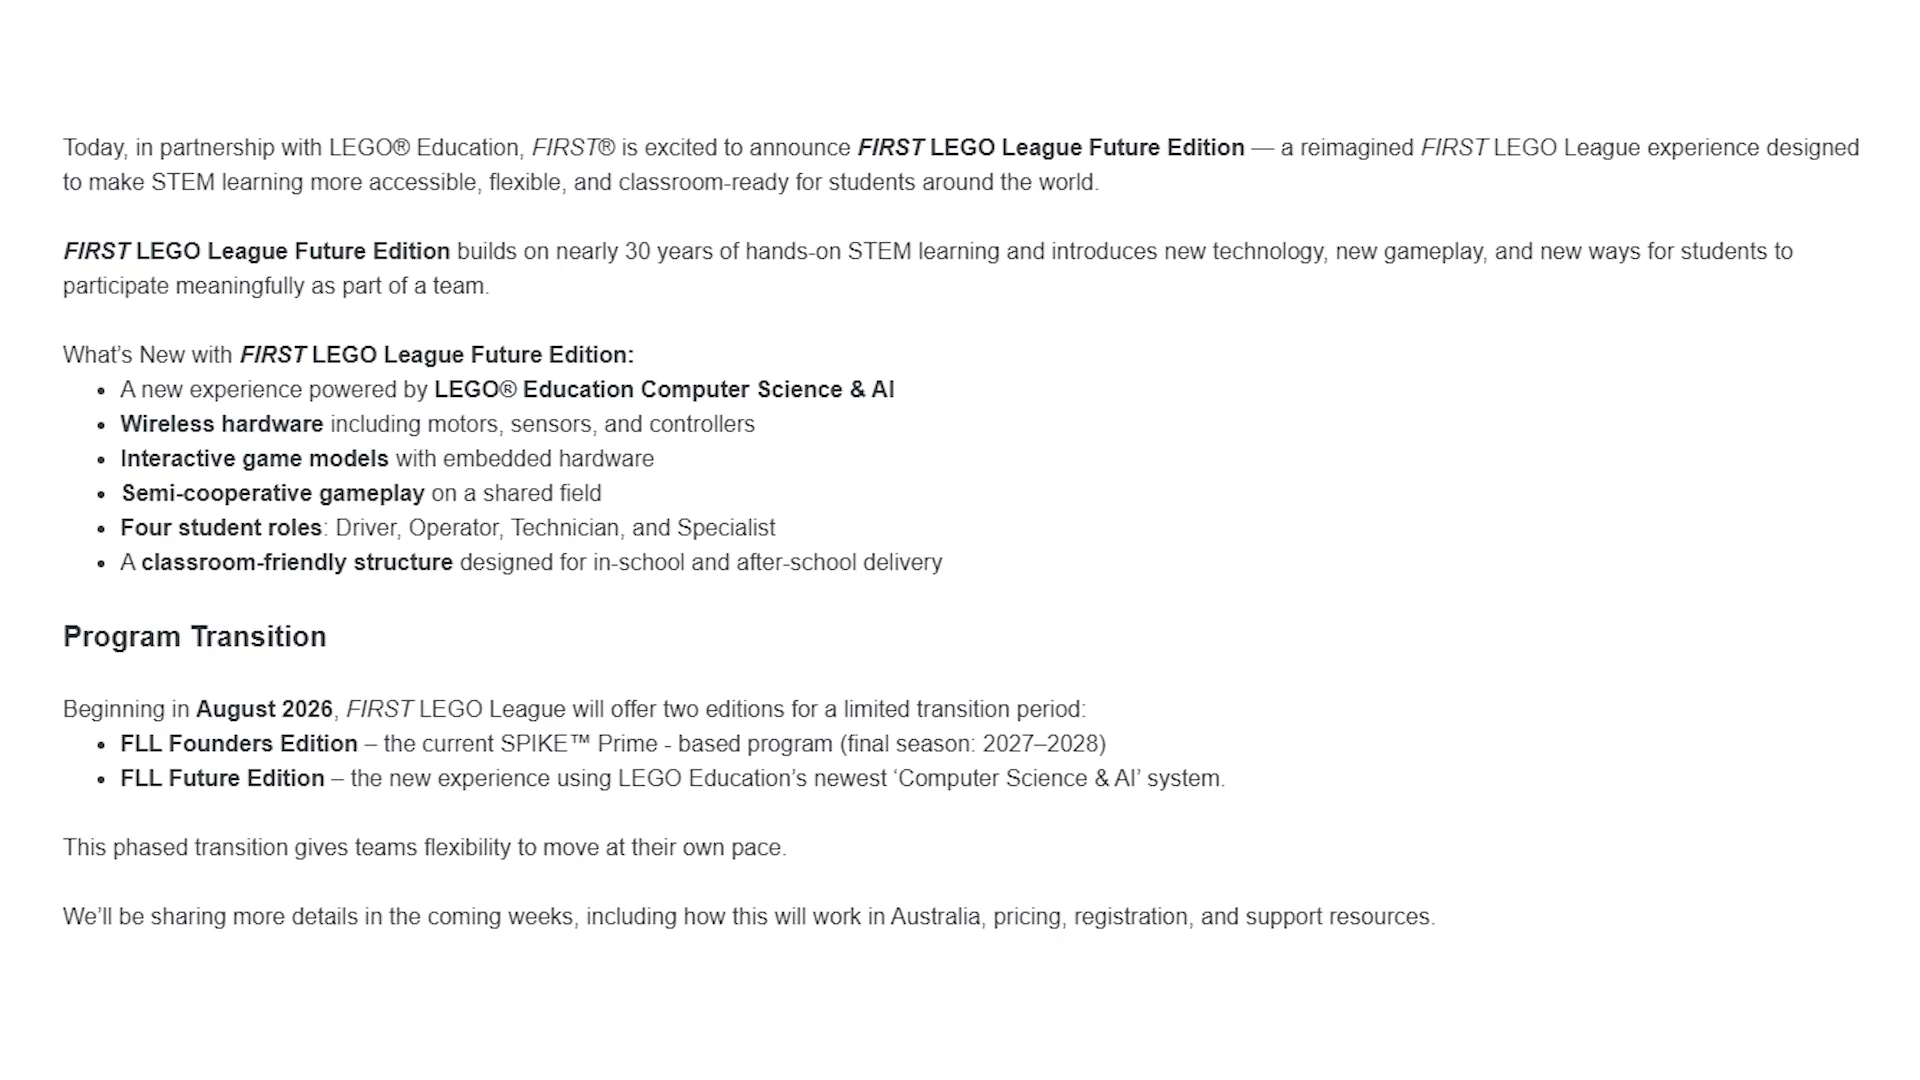 Today, in partnership with LEGO® Education, FIRST® is excited to announce FIRST LEGO League Future Edition — a reimagined FIRST LEGO League experience designed
to make STEM learning more accessible, flexible, and classroom-ready for students around the world.
FIRST LEGO League Future Edition builds on nearly 30 years of hands-on STEM learning and introduces new technology, new gameplay, and new ways for students to
participate meaningfully as part of a team.
What’s New with FIRST LEGO League Future Edition:
• A new experience powered by LEGO® Education Computer Science & AI
• Wireless hardware including motors, sensors, and controllers
• Interactive game models with embedded hardware
• Semi-cooperative gameplay on a shared field
• Four student roles: Driver, Operator, Technician, and Specialist
• A classroom-friendly structure designed for in-school and after-school delivery
Program Transition
Beginning in August 2026, FIRST LEGO League will offer two editions for a limited transition period:
• FLL Founders Edition – the current SPIKE™ Prime - based program (final season: 2027–2028)
• FLL Future Edition – the new experience using LEGO Education’s newest ‘Computer Science & AI’ system.
This phased transition gives teams flexibility to move at their own pace.
We’ll be sharing more details in the coming weeks, including how this will work in Australia, pricing, registration, and support resources.